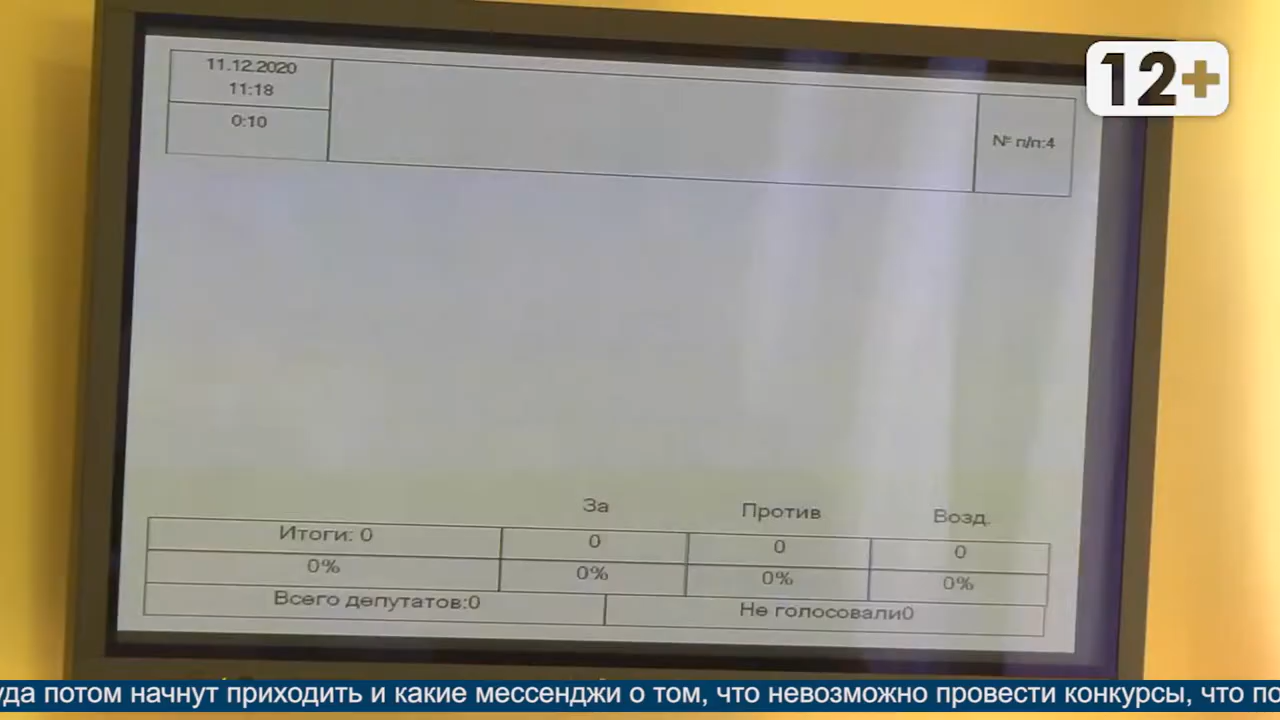 12+
11.12.2020
11:18
0:10
№ п/п:4
За Против Возд.
Итоги: 0 0 0 0
0% 0% 0% 0%
Всего депутатов:0 Не голосовали0
уда потом начнут приходить и какие мессенджи о том, что невозможно провести конкурсы, что по